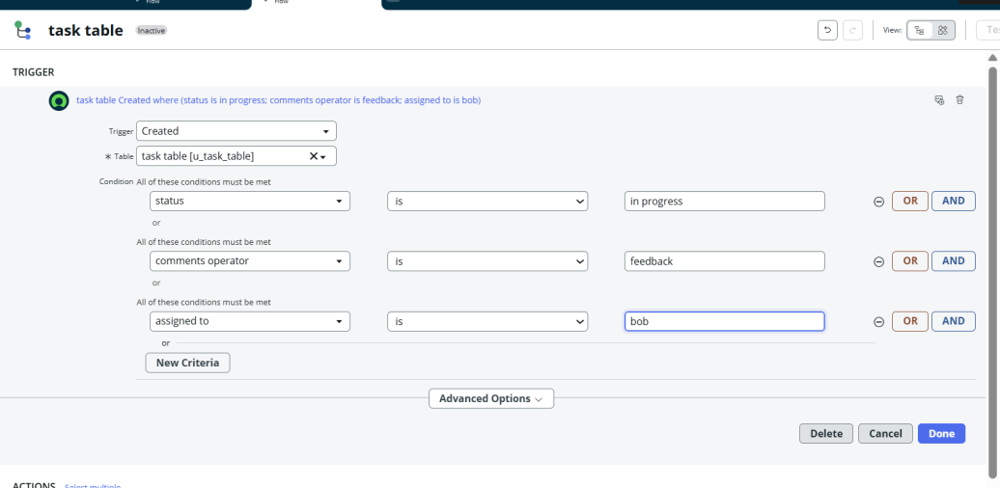 Flow
Flow
task table Inactive View: Te
TRIGGER
task table Created where (status is in progress; comments operator is feedback; assigned to is bob)
Trigger Created
* Table task table [u_task_table]
Condition All of these conditions must be met
status is in progress OR AND
or
All of these conditions must be met
comments operator is feedback OR AND
or
All of these conditions must be met
assigned to is bob OR AND
or
New Criteria
Advanced Options
Delete Cancel Done
ACTIONS Select multiple